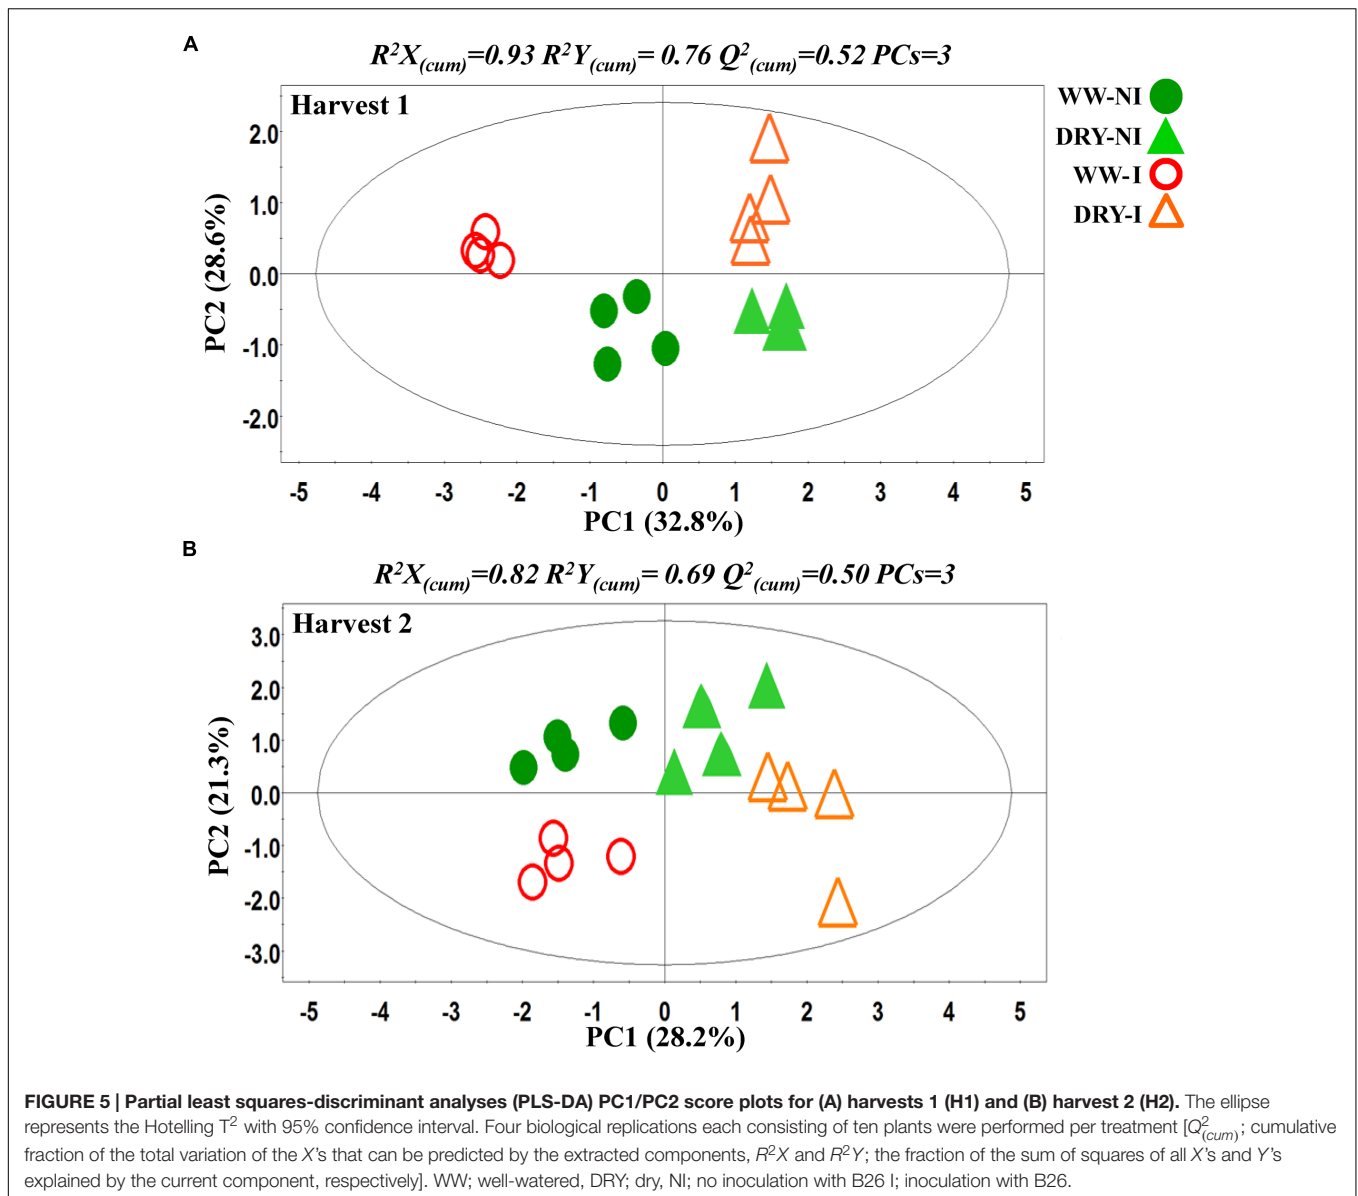 A
R²X(cum)=0.93 R²Y(cum)= 0.76 Q²(cum)=0.52 PCs=3
Harvest 1
WW-NI
DRY-NI
WW-I
DRY-I
2.0
1.0
0.0
-1.0
-2.0
PC2 (28.6%)
-5 -4 -3 -2 -1 0 1 2 3 4 5
PC1 (32.8%)
B
R²X(cum)=0.82 R²Y(cum)= 0.69 Q²(cum)=0.50 PCs=3
Harvest 2
3.0
2.0
1.0
0.0
-1.0
-2.0
-3.0
PC2 (21.3%)
-5 -4 -3 -2 -1 0 1 2 3 4 5
PC1 (28.2%)
FIGURE 5 | Partial least squares-discriminant analyses (PLS-DA) PC1/PC2 score plots for (A) harvests 1 (H1) and (B) harvest 2 (H2). The ellipse
represents the Hotelling T² with 95% confidence interval. Four biological replications each consisting of ten plants were performed per treatment [Q²(cum); cumulative
fraction of the total variation of the X's that can be predicted by the extracted components, R²X and R²Y; the fraction of the sum of squares of all X's and Y's
explained by the current component, respectively]. WW; well-watered, DRY; dry, NI; no inoculation with B26 I; inoculation with B26.